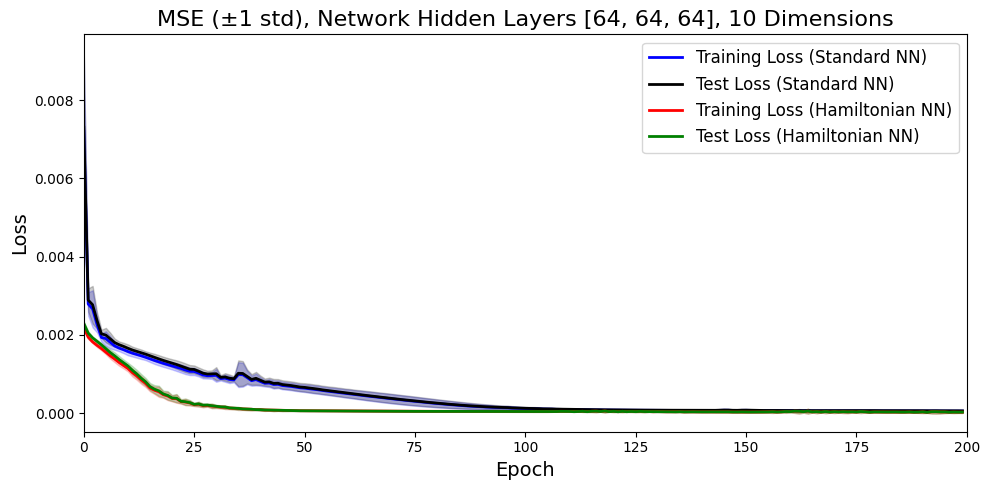 MSE (±1 std), Network Hidden Layers [64, 64, 64], 10 Dimensions
Training Loss (Standard NN)
Test Loss (Standard NN)
Training Loss (Hamiltonian NN)
Test Loss (Hamiltonian NN)
Loss
0.008
0.006
0.004
0.002
0.000
0 25 50 75 100 125 150 175 200
Epoch